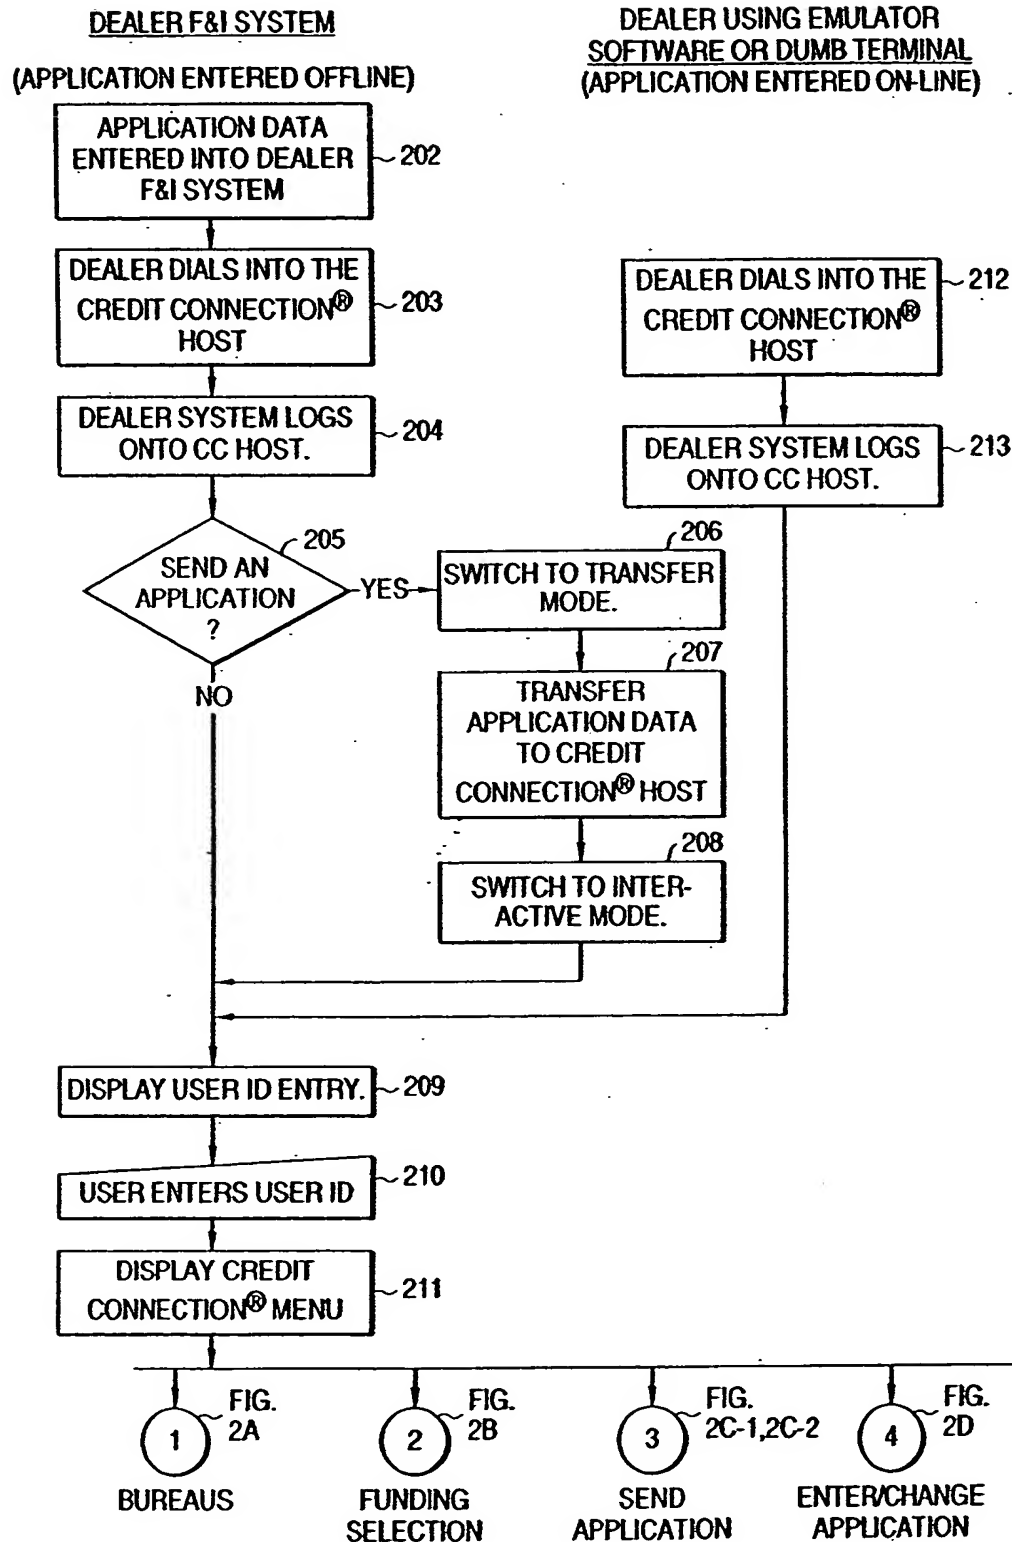 DEALER F&I SYSTEM
(APPLICATION ENTERED OFFLINE)
DEALER USING EMULATOR
SOFTWARE OR DUMB TERMINAL
(APPLICATION ENTERED ON-LINE)
APPLICATION DATA
ENTERED INTO DEALER
F&I SYSTEM
202
DEALER DIALS INTO THE
CREDIT CONNECTION®
HOST
203
DEALER DIALS INTO THE
CREDIT CONNECTION®
HOST
212
DEALER SYSTEM LOGS
ONTO CC HOST.
204
DEALER SYSTEM LOGS
ONTO CC HOST.
213
SEND AN
APPLICATION
?
205
YES
NO
SWITCH TO TRANSFER
MODE.
206
TRANSFER
APPLICATION DATA
TO CREDIT
CONNECTION® HOST
207
SWITCH TO INTER-
ACTIVE MODE.
208
DISPLAY USER ID ENTRY.
209
USER ENTERS USER ID
210
DISPLAY CREDIT
CONNECTION® MENU
211
1
FIG.
2A
BUREAUS
2
FIG.
2B
FUNDING
SELECTION
3
FIG.
2C-1,2C-2
SEND
APPLICATION
4
FIG.
2D
ENTER/CHANGE
APPLICATION